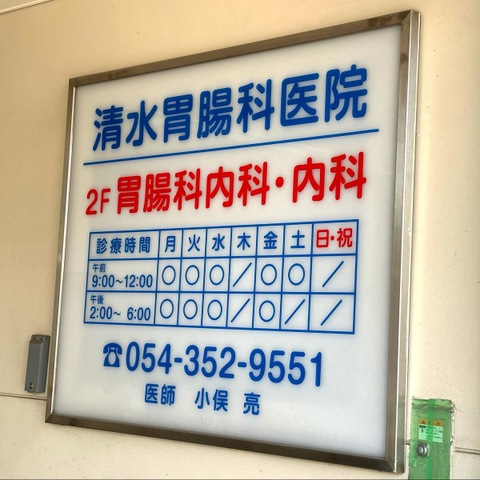 清水胃腸科医院
2F 胃腸科内科・内科
診療時間 月 火 水 木 金 土 日・祝
午前 9:00〜12:00 ○ ○ ○ ／ ○ ○ ／
午後 2:00〜 6:00 ○ ○ ○ ／ ○ ／ ／
☎054-352-9551
医師 小俣 亮